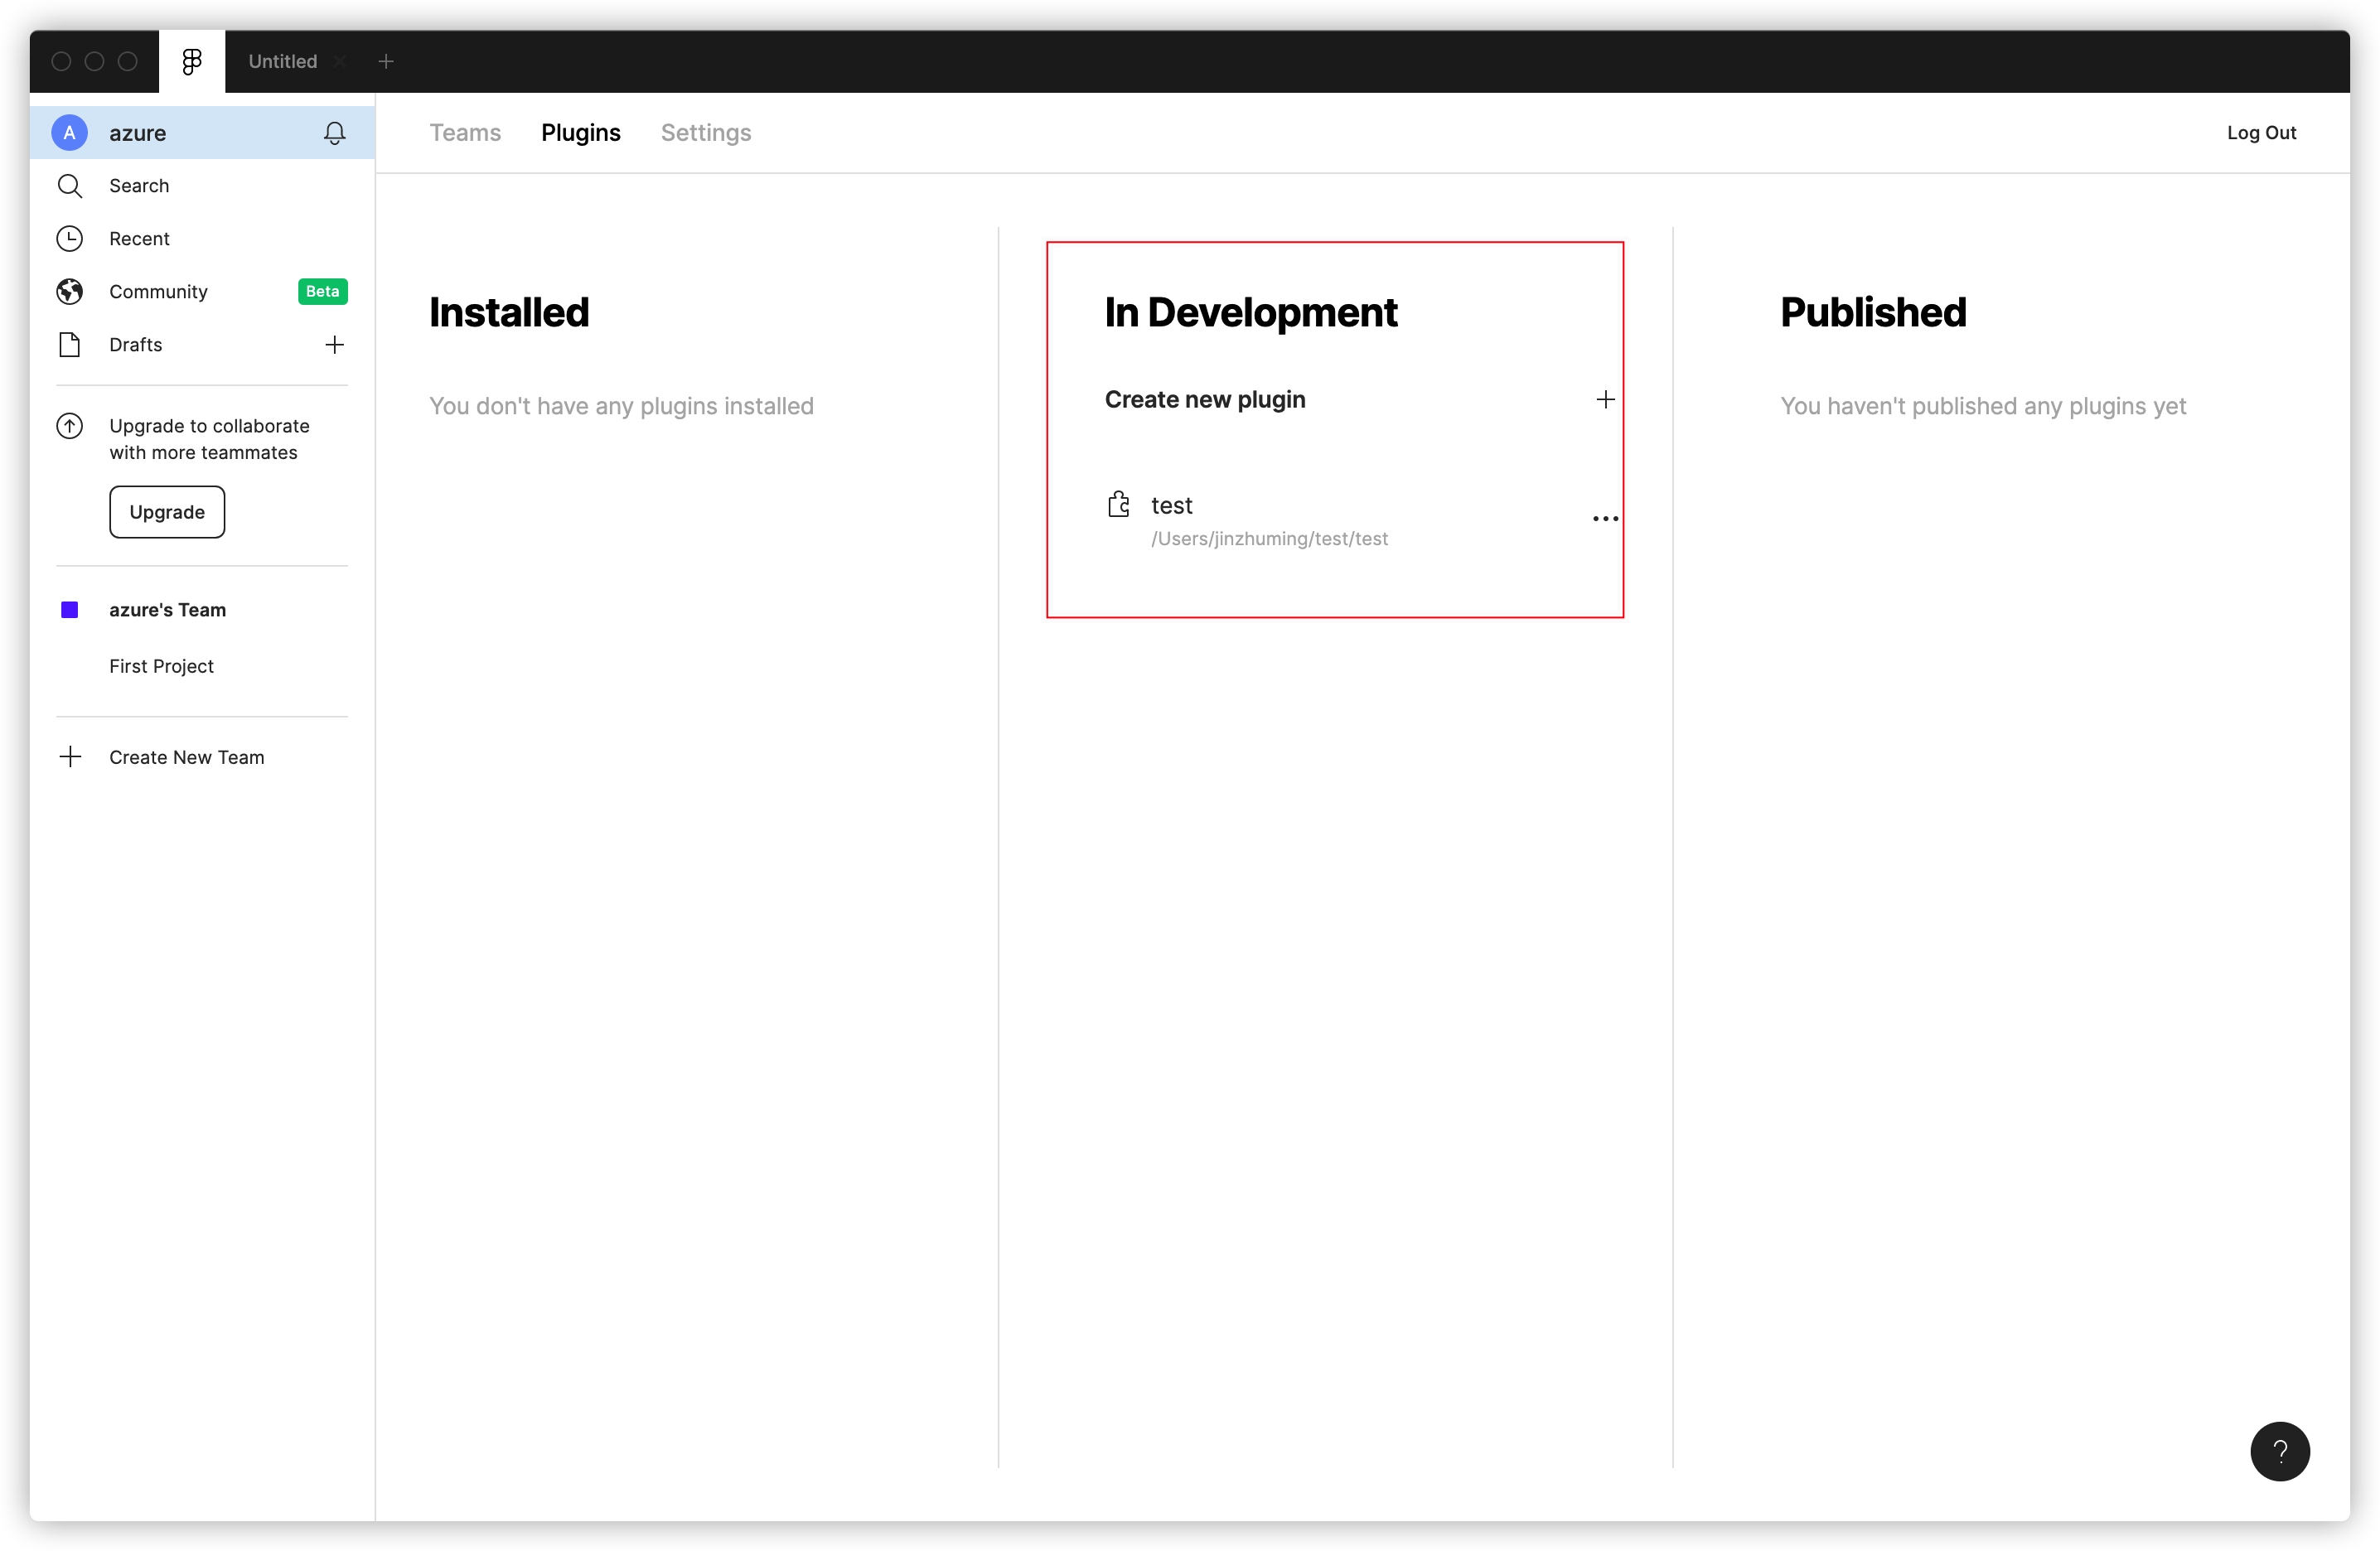 Untitled
A azure
Search
Recent
Community Beta
Drafts
Upgrade to collaborate
with more teammates
Upgrade
azure's Team
First Project
Create New Team
Teams Plugins Settings Log Out
Installed
You don't have any plugins installed
In Development
Create new plugin
test
/Users/jinzhuming/test/test
Published
You haven't published any plugins yet
?